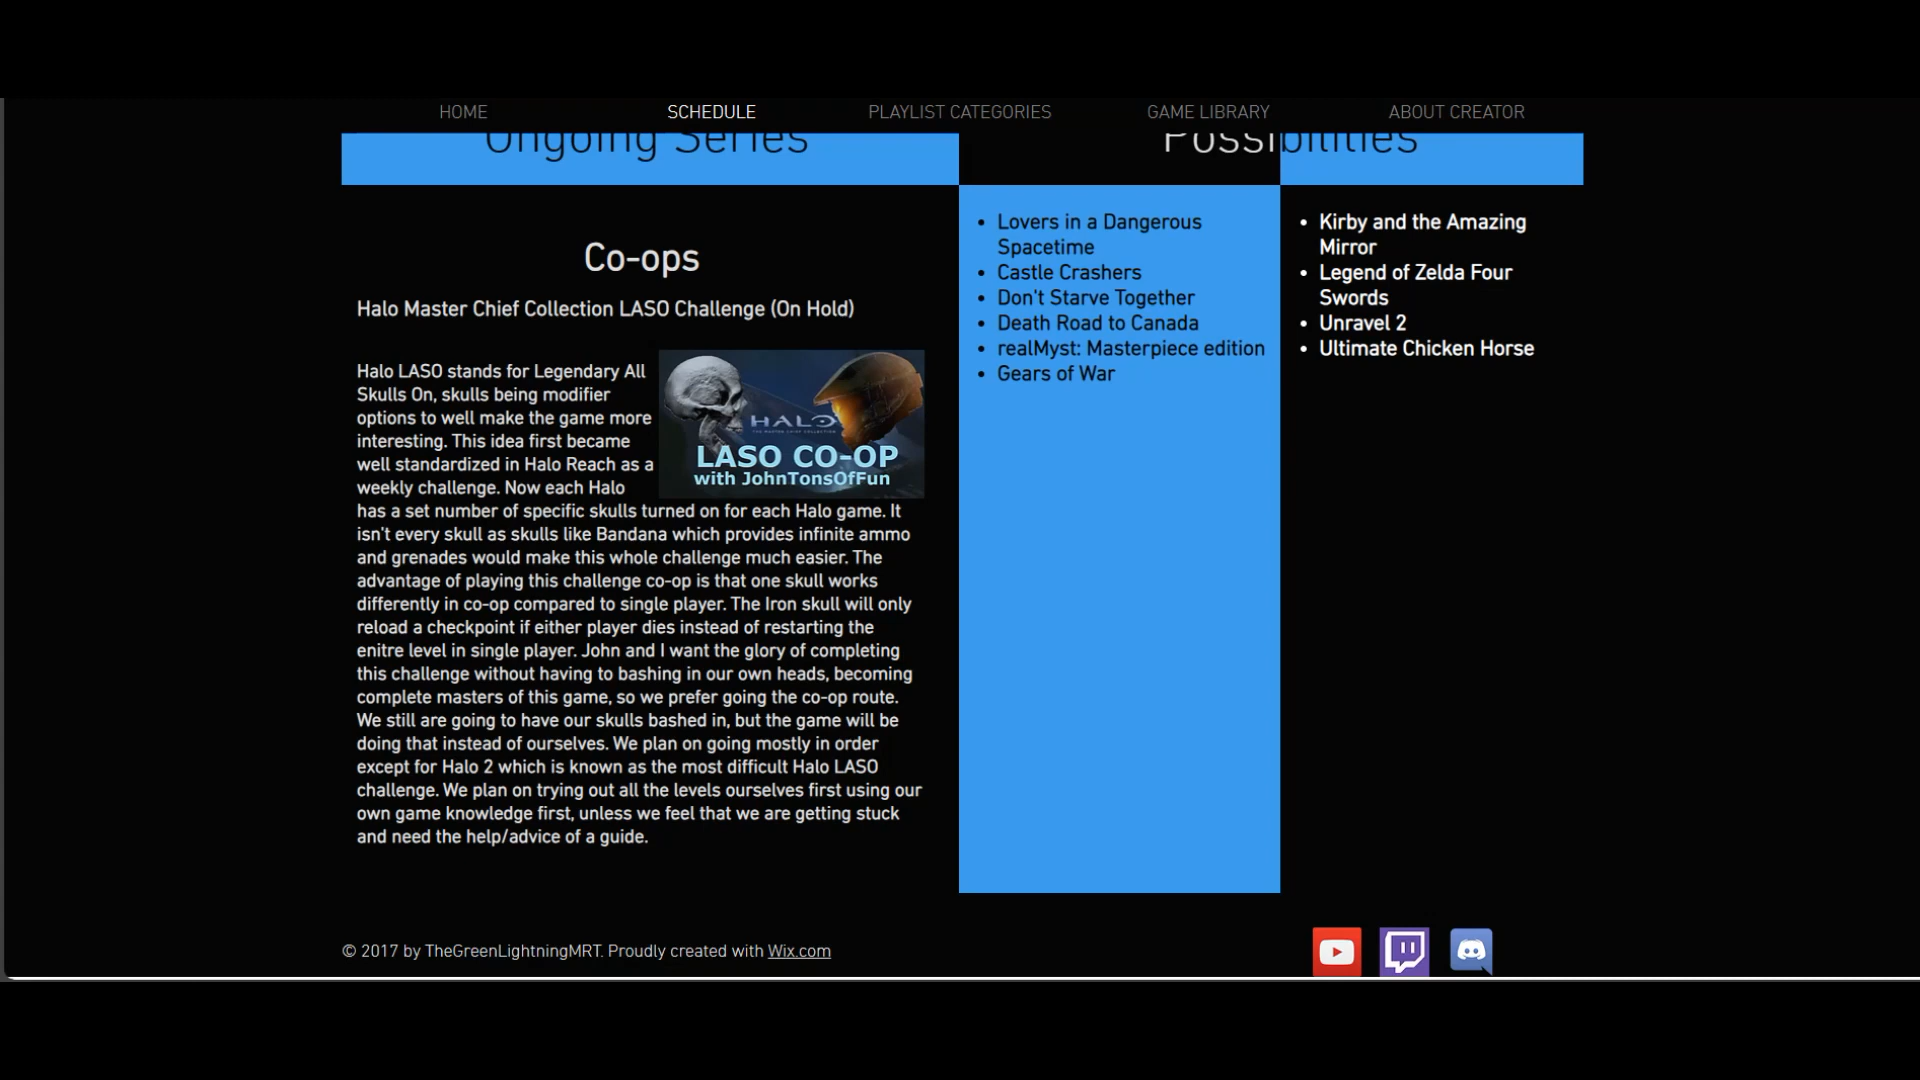 HOME
SCHEDULE
PLAYLIST CATEGORIES
GAME LIBRARY
ABOUT CREATOR
Ongoing Series
Possibilities
Co-ops
Halo Master Chief Collection LASO Challenge (On Hold)
Halo LASO stands for Legendary All
Skulls On, skulls being modifier
options to well make the game more
interesting. This idea first became
well standardized in Halo Reach as a
weekly challenge. Now each Halo
has a set number of specific skulls turned on for each Halo game. It
isn't every skull as skulls like Bandana which provides infinite ammo
and grenades would make this whole challenge much easier. The
advantage of playing this challenge co-op is that one skull works
differently in co-op compared to single player. The Iron skull will only
reload a checkpoint if either player dies instead of restarting the
enitre level in single player. John and I want the glory of completing
this challenge without having to bashing in our own heads, becoming
complete masters of this game, so we prefer going the co-op route.
We still are going to have our skulls bashed in, but the game will be
doing that instead of ourselves. We plan on going mostly in order
except for Halo 2 which is known as the most difficult Halo LASO
challenge. We plan on trying out all the levels ourselves first using our
own game knowledge first, unless we feel that we are getting stuck
and need the help/advice of a guide.
HALO
THE MASTER CHIEF COLLECTION
LASO CO-OP
with JohnTonsOfFun
• Lovers in a Dangerous
Spacetime
• Castle Crashers
• Don't Starve Together
• Death Road to Canada
• realMyst: Masterpiece edition
• Gears of War
• Kirby and the Amazing
Mirror
• Legend of Zelda Four
Swords
• Unravel 2
• Ultimate Chicken Horse
© 2017 by TheGreenLightningMRT. Proudly created with Wix.com